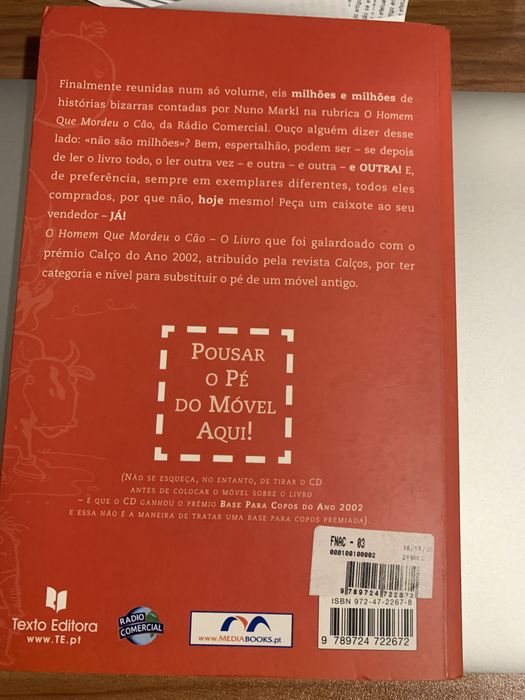 Finalmente reunidas num só volume, eis milhões e milhões de
histórias bizarras contadas por Nuno Markl na rubrica O Homem
Que Mordeu o Cão, da Rádio Comercial. Ouço alguém dizer desse
lado: «não são milhões»? Bem, espertalhão, podem ser – se depois
de ler o livro todo, o ler outra vez – e outra – e outra – e OUTRA! E,
de preferência, sempre em exemplares diferentes, todos eles
comprados, por que não, hoje mesmo! Peça um caixote ao seu
vendedor – JÁ!
O Homem Que Mordeu o Cão – O Livro que foi galardoado com o
prémio Calço do Ano 2002, atribuído pela revista Calços, por ter
categoria e nível para substituir o pé de um móvel antigo.
POUSAR
O PÉ
DO MÓVEL
AQUI!
(NÃO SE ESQUEÇA, NO ENTANTO, DE TIRAR O CD
ANTES DE COLOCAR O MÓVEL SOBRE O LIVRO
– É QUE O CD GANHOU O PRÉMIO BASE PARA COPOS DO ANO 2002
E ESSA NÃO É A MANEIRA DE TRATAR UMA BASE PARA COPOS PREMIADA).
FNAC - 03
000100100002
9 789724 722672
ISBN 972-47-2267-8
9 789724 722672
Texto Editora
www.TE.pt
RÁDIO
COMERCIAL
www.MEDIABOOKS.pt